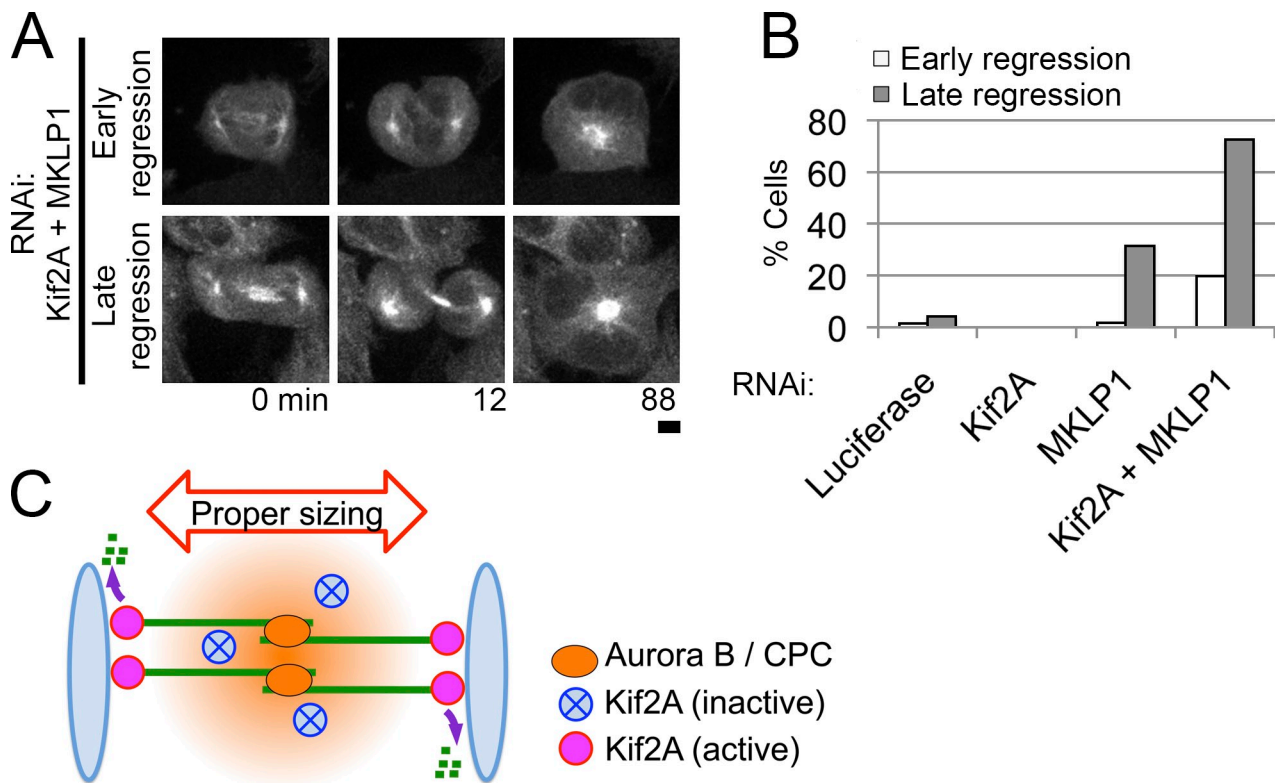 A
RNAi:
Kif2A + MKLP1
Early
regression
Late
regression
0 min
12
88
B
Early regression
Late regression
% Cells
80
60
40
20
0
RNAi:
Luciferase
Kif2A
MKLP1
Kif2A + MKLP1
C
Proper sizing
Aurora B / CPC
Kif2A (inactive)
Kif2A (active)